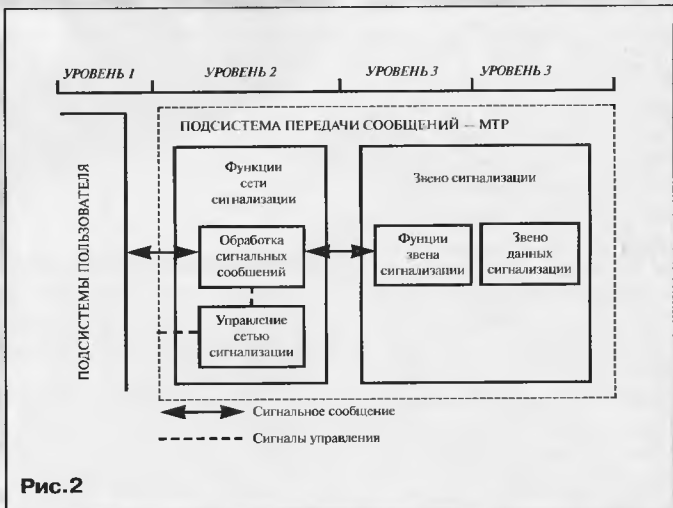 УРОВЕНЬ 1 УРОВЕНЬ 2 УРОВЕНЬ 3 УРОВЕНЬ 3
ПОДСИСТЕМА ПЕРЕДАЧИ СООБЩЕНИЙ — МТР
ПОДСИСТЕМЫ ПОЛЬЗОВАТЕЛЯ
Функции
сети
сигнализации
Обработка
сигнальных
сообщений
Управление
сетью
сигнализации
Звено сигнализации
Фунции
звена
сигнализации
Звено
данных
сигнализации
Сигнальное сообщение
Сигналы управления
Рис.2